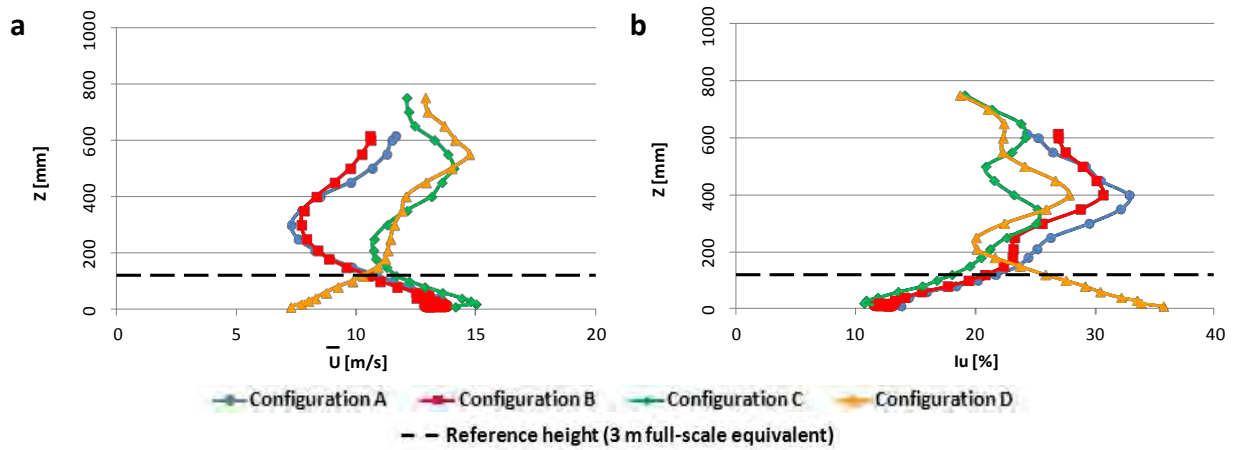 a
b
1000
800
600
400
200
0
Z [mm]
0
5
10
15
20
U [m/s]
1000
800
600
400
200
0
Z [mm]
0
10
20
30
40
Iu [%]
Configuration A
Configuration B
Configuration C
Configuration D
Reference height (3 m full-scale equivalent)